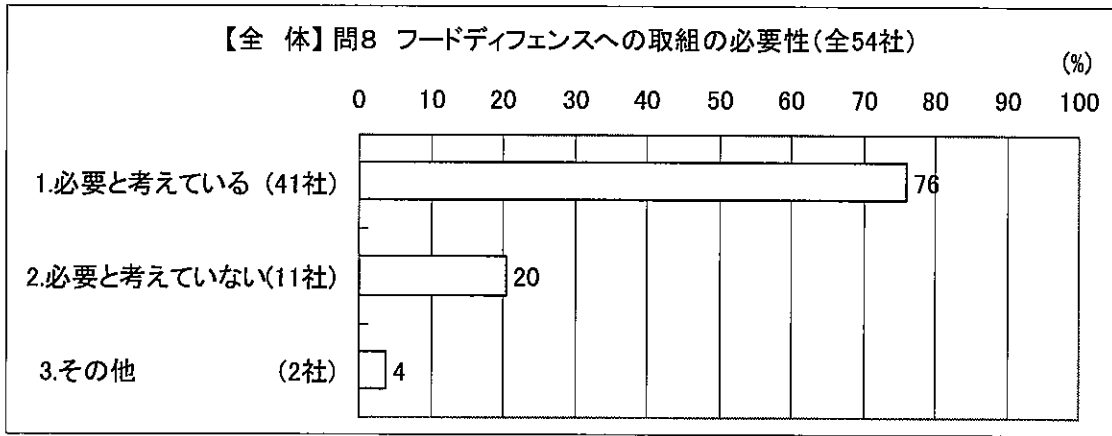 【全　体】問8　フードディフェンスへの取組の必要性(全54社)
(%)
0 10 20 30 40 50 60 70 80 90 100
1.必要と考えている (41社) 76
2.必要と考えていない(11社) 20
3.その他 (2社) 4